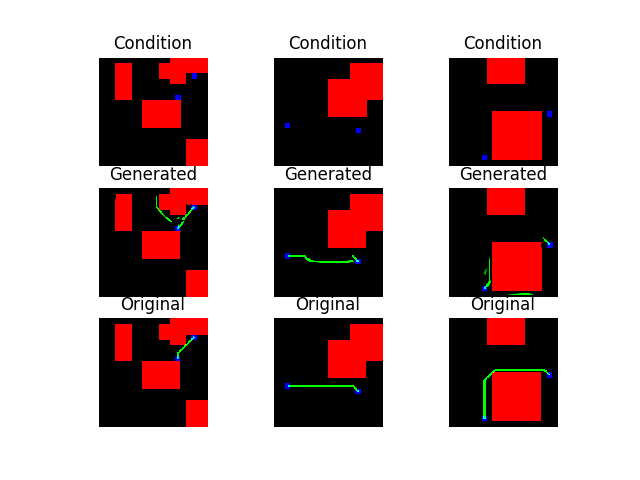 Condition Condition Condition
Generated Generated Generated
Original Original Original